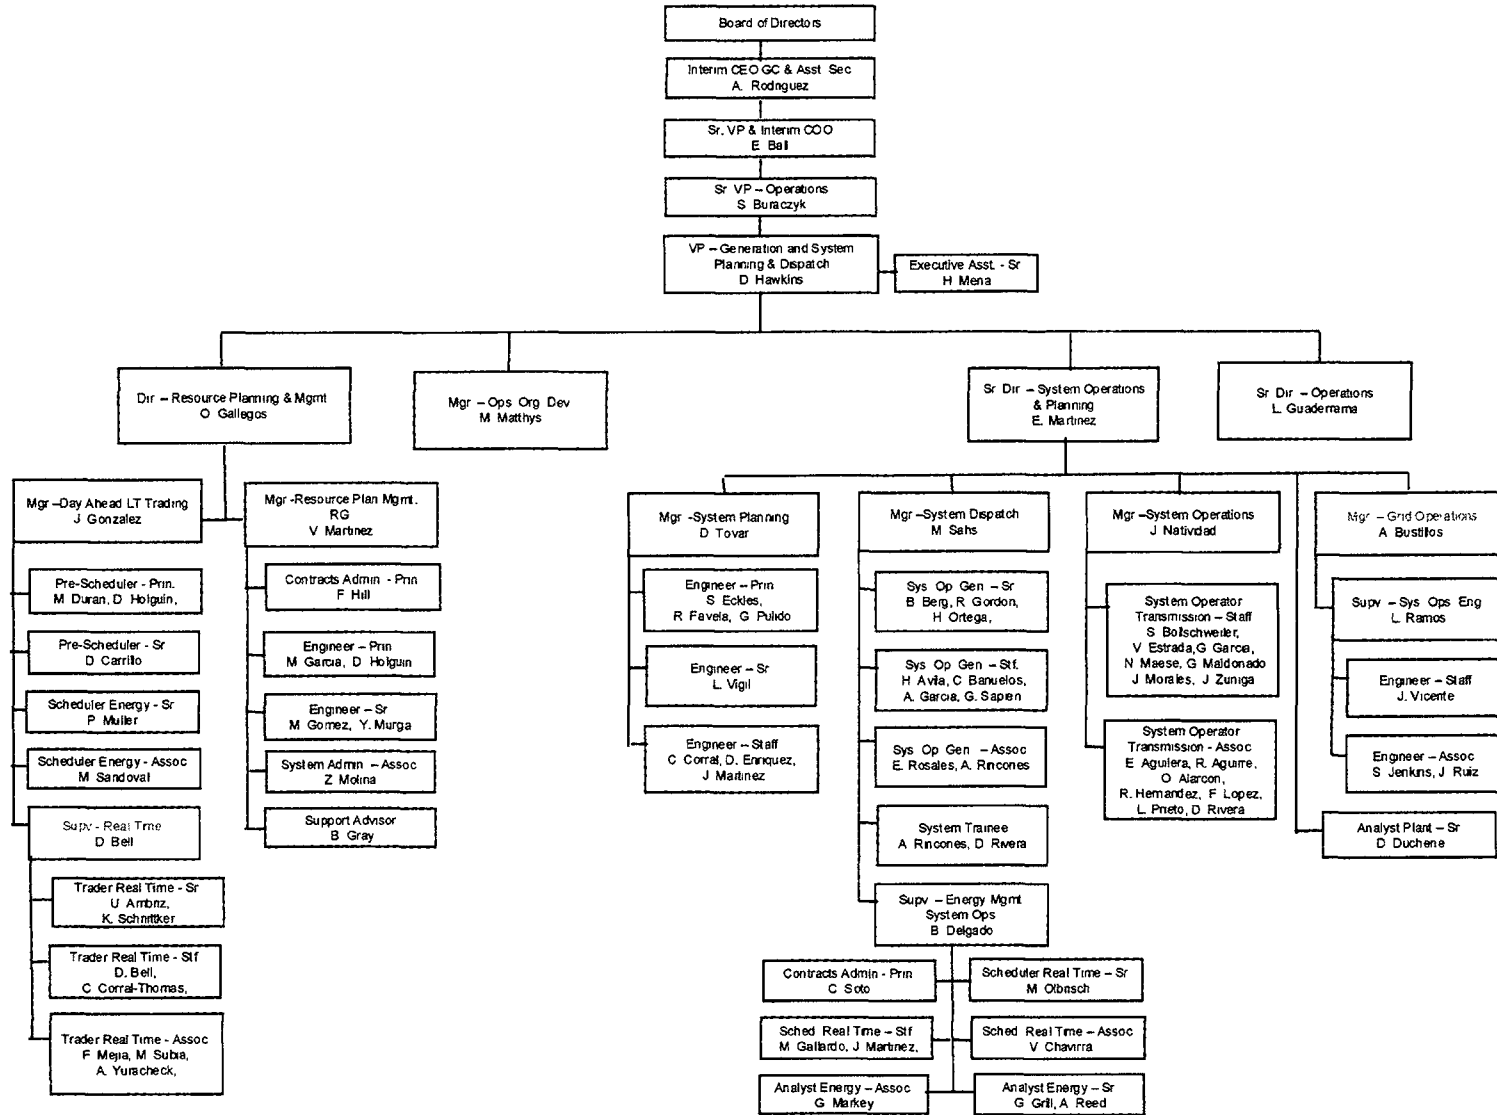 Board of Directors
Interim CEO GC & Asst Sec
A. Rodriguez
Sr. VP & Interim COO
E Ball
Sr VP – Operations
S Buraczyk
VP – Generation and System
Planning & Dispatch
D Hawkins
Executive Asst. - Sr
H Mena
Dir – Resource Planning & Mgmt
O Gallegos
Mgr – Ops Org Dev
M Matthys
Sr Dir – System Operations
& Planning
E. Martinez
Sr Dir – Operations
L. Guaderrama
Mgr –Day Ahead LT Trading
J Gonzalez
Mgr -Resource Plan Mgmt.
RG
V Martinez
Mgr -System Planning
D Tovar
Mgr –System Dispatch
M Sahs
Mgr –System Operations
J Natividad
Mgr – Grid Operations
A Bustillos
Pre-Scheduler - Prin.
M Duran, D Holguin,
Pre-Scheduler - Sr
D Carrillo
Scheduler Energy – Sr
P Muller
Scheduler Energy - Assoc
M Sandoval
Supv - Real Time
D Bell
Trader Real Time - Sr
U Ambriz,
K. Schnittker
Trader Real Time - Stf
D. Bell,
C Corral-Thomas,
Trader Real Time - Assoc
F Mejia, M Subia,
A. Yuracheck,
Contracts Admin - Prin
F Hill
Engineer – Prin
M Garcia, D Holguin
Engineer – Sr
M Gomez, Y. Murga
System Admin – Assoc
Z Molina
Support Advisor
B Gray
Engineer – Prin
S Eckles,
R Favela, G Pulido
Engineer – Sr
L. Vigil
Engineer – Staff
C Corral, D. Enriquez,
J Martinez
Sys Op Gen – Sr
B Berg, R Gordon,
H Ortega,
Sys Op Gen – Stf.
H Avila, C Banuelos,
A. Garcia, G. Sapien
Sys Op Gen – Assoc
E. Rosales, A. Rincones
System Trainee
A Rincones, D Rivera
Supv – Energy Mgmt
System Ops
B Delgado
Contracts Admin - Prin
C Soto
Scheduler Real Time – Sr
M Olbrisch
Sched Real Time – Stf
M Gallardo, J Martinez,
Sched Real Time – Assoc
V Chavirra
Analyst Energy – Assoc
G Markey
Analyst Energy – Sr
G Grill, A Reed
System Operator
Transmission – Staff
S Bollschweiler,
V Estrada,G Garcia,
N Maese, G Maldonado
J Morales, J Zuniga
System Operator
Transmission - Assoc
E Aguilera, R. Aguirre,
O Alarcon,
R. Hernandez, F Lopez,
L Prieto, D Rivera
Supv – Sys Ops Eng
L. Ramos
Engineer – Staff
J. Vicente
Engineer – Assoc
S Jenkins, J Ruiz
Analyst Plant – Sr
D Duchene